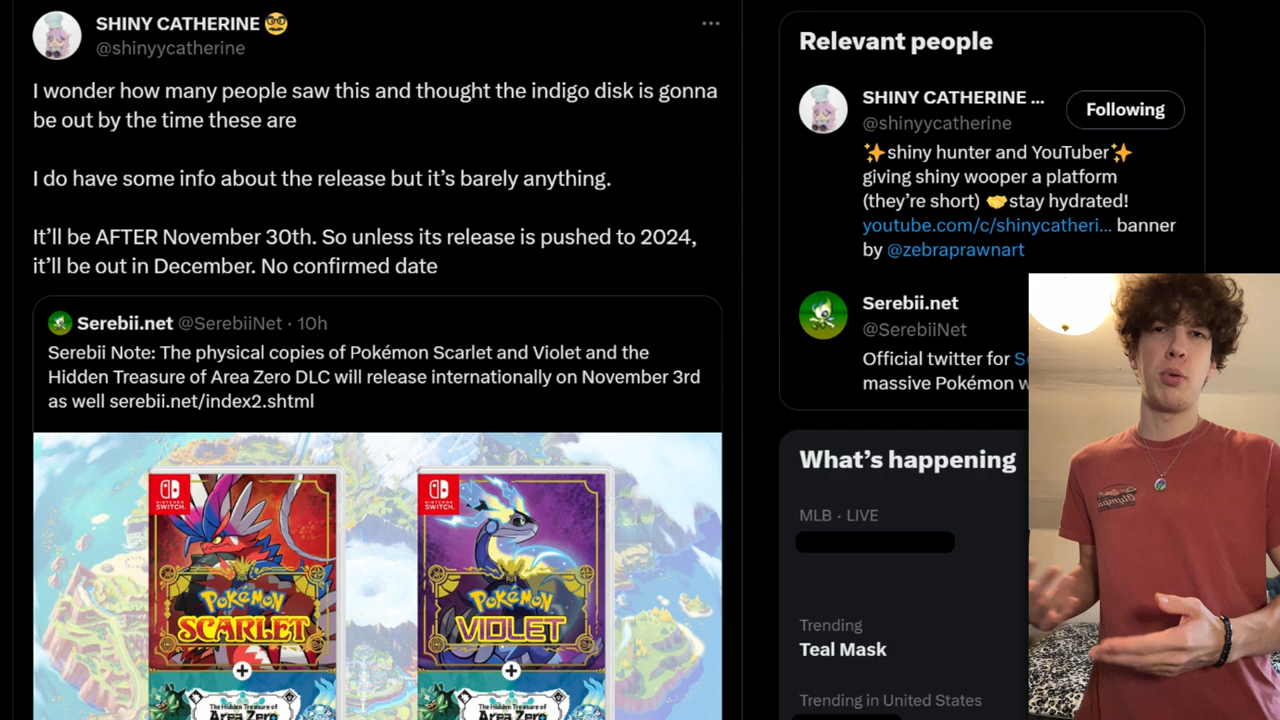 SHINY CATHERINE 🥸
@shinyycatherine
I wonder how many people saw this and thought the indigo disk is gonna
be out by the time these are
I do have some info about the release but it’s barely anything.
It’ll be AFTER November 30th. So unless its release is pushed to 2024,
it’ll be out in December. No confirmed date
Serebii.net @SerebiiNet · 10h
Serebii Note: The physical copies of Pokémon Scarlet and Violet and the
Hidden Treasure of Area Zero DLC will release internationally on November 3rd
as well serebii.net/index2.shtml
NINTENDO
SWITCH.
POKéMON
SCARLET
+
The Hidden Treasure of
Area Zero
NINTENDO
SWITCH.
POKéMON
VIOLET
+
The Hidden Treasure of
Area Zero
Relevant people
SHINY CATHERINE ...
@shinyycatherine
Following
✨shiny hunter and YouTuber✨
giving shiny wooper a platform
(they’re short) 🤝stay hydrated!
youtube.com/c/shinycatheri... banner
by @zebraprawnart
Serebii.net
@SerebiiNet
Official twitter for S
massive Pokémon w
What’s happening
MLB · LIVE
Trending
Teal Mask
Trending in United States